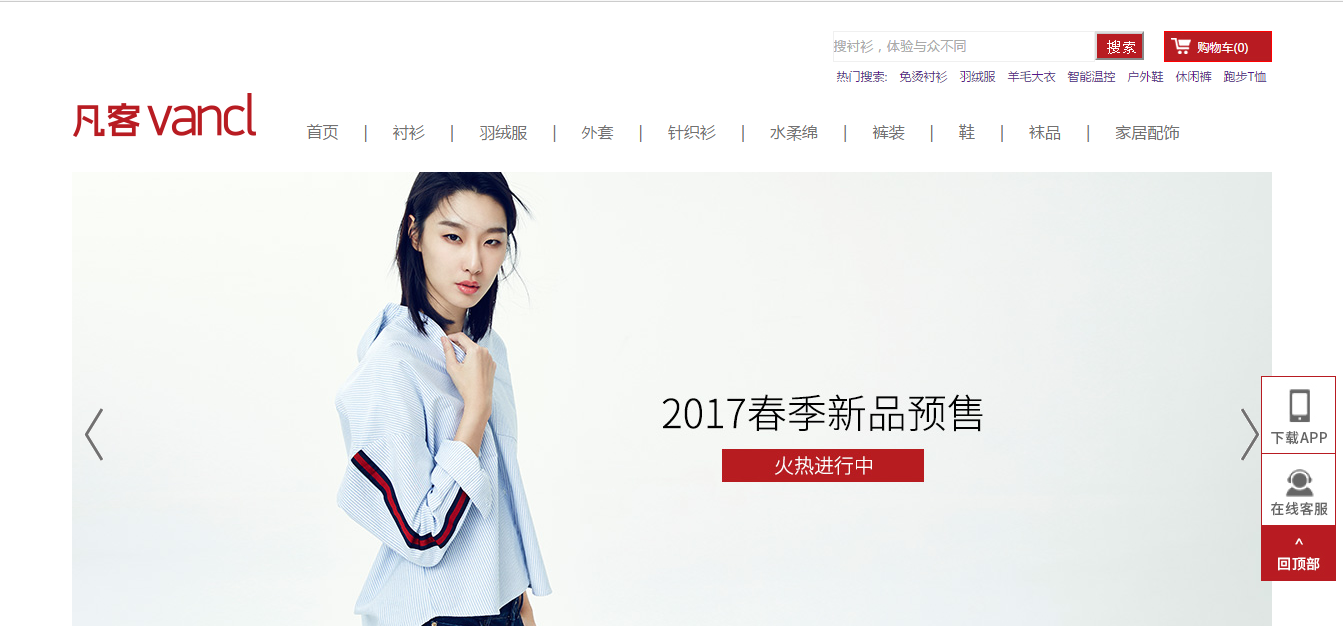 搜衬衫，体验与众不同
搜索
购物车(0)
热门搜索: 免烫衬衫 羽绒服 羊毛大衣 智能温控 户外鞋 休闲裤 跑步T恤
凡客 vancl
首页 | 衬衫 | 羽绒服 | 外套 | 针织衫 | 水柔绵 | 裤装 | 鞋 | 袜品 | 家居配饰
2017春季新品预售
火热进行中
下载APP
在线客服
^
回顶部